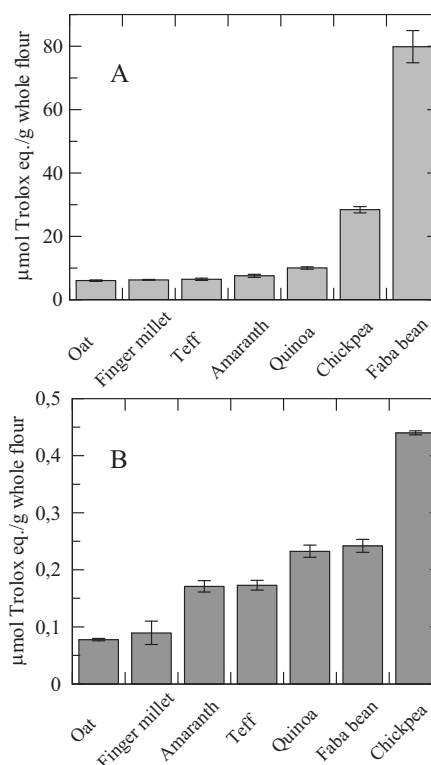 A
µmol Trolox eq./g whole flour
80
60
40
20
0
Oat
Finger millet
Teff
Amaranth
Quinoa
Chickpea
Faba bean
B
µmol Trolox eq./g whole flour
0,5
0,4
0,3
0,2
0,1
0
Oat
Finger millet
Amaranth
Teff
Quinoa
Faba bean
Chickpea